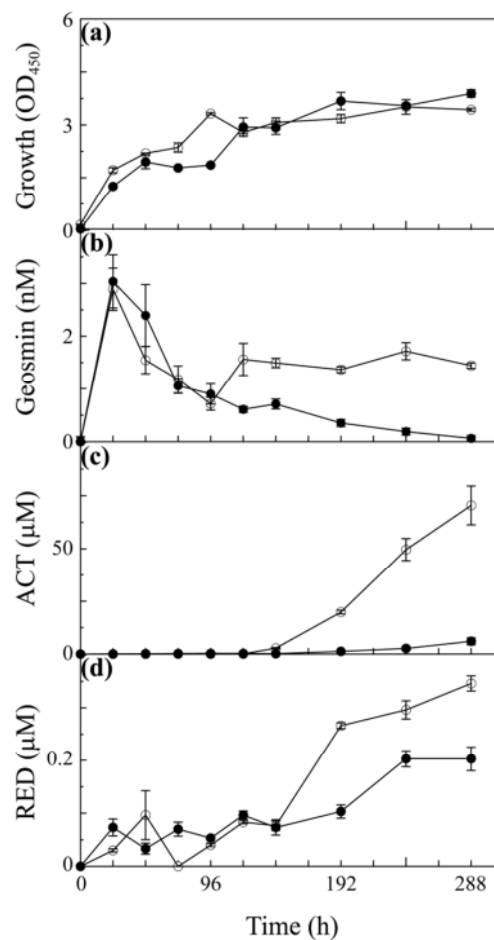 6
(a)
3
Growth (OD450)
0
(b)
2
Geosmin (nM)
0
(c)
50
ACT (μM)
0
(d)
0.2
RED (μM)
0
0 96 192 288
Time (h)